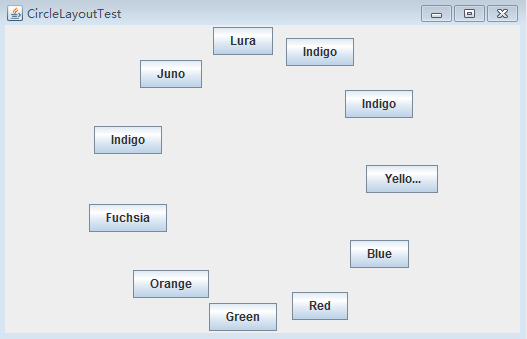 CircleLayoutTest
Lura
Indigo
Juno
Indigo
Indigo
Yello...
Fuchsia
Blue
Orange
Red
Green